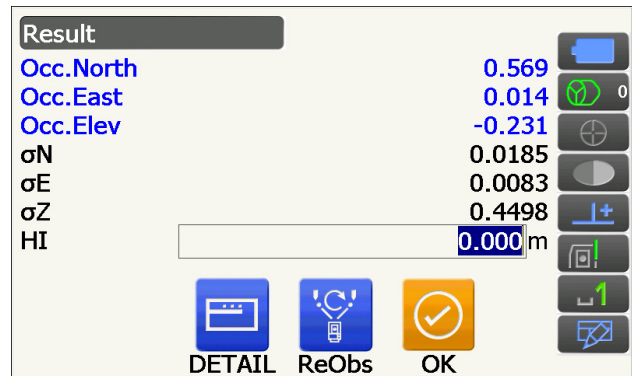 Result
Occ.North 0.569
Occ.East 0.014
Occ.Elev -0.231
σN 0.0185
σE 0.0083
σZ 0.4498
HI 0.000 m
DETAIL ReObs OK
0
1